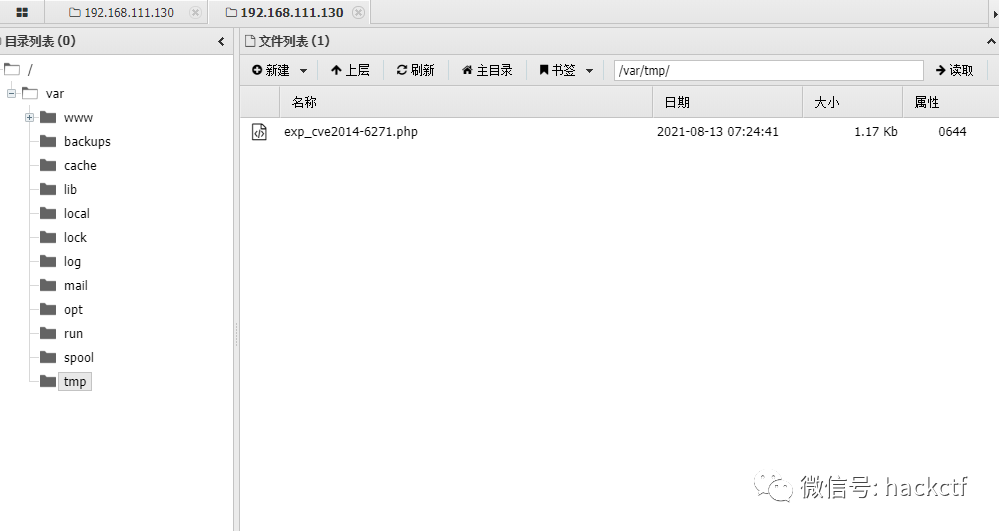 192.168.111.130
192.168.111.130
目录列表 (0)
文件列表 (1)
新建
上层
刷新
主目录
书签
/var/tmp/
读取
名称
日期
大小
属性
/
var
www
backups
cache
lib
local
lock
log
mail
opt
run
spool
tmp
exp_cve2014-6271.php 2021-08-13 07:24:41 1.17 Kb 0644
微信号: hackctf